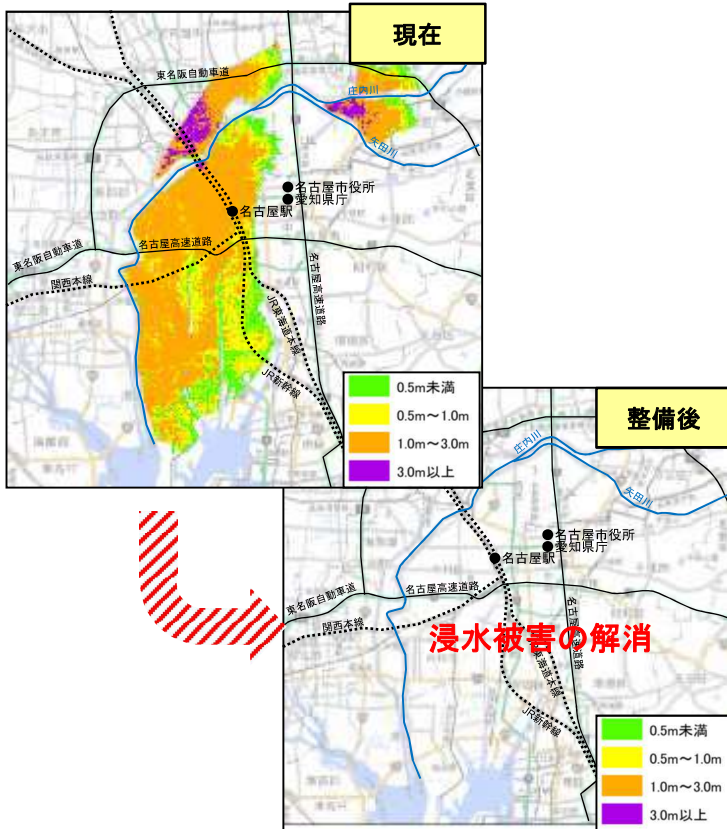 現在
東名阪自動車道
庄内川
矢田川
名古屋市役所
愛知県庁
名古屋駅
名古屋高速道路
東名阪自動車道
関西本線
名古屋高速道路
JR東海道本線
JR新幹線
0.5m未満
0.5m~1.0m
1.0m~3.0m
3.0m以上
整備後
庄内川
矢田川
名古屋市役所
愛知県庁
名古屋駅
名古屋高速道路
東名阪自動車道
関西本線
浸水被害の解消
JR新幹線
0.5m未満
0.5m~1.0m
1.0m~3.0m
3.0m以上